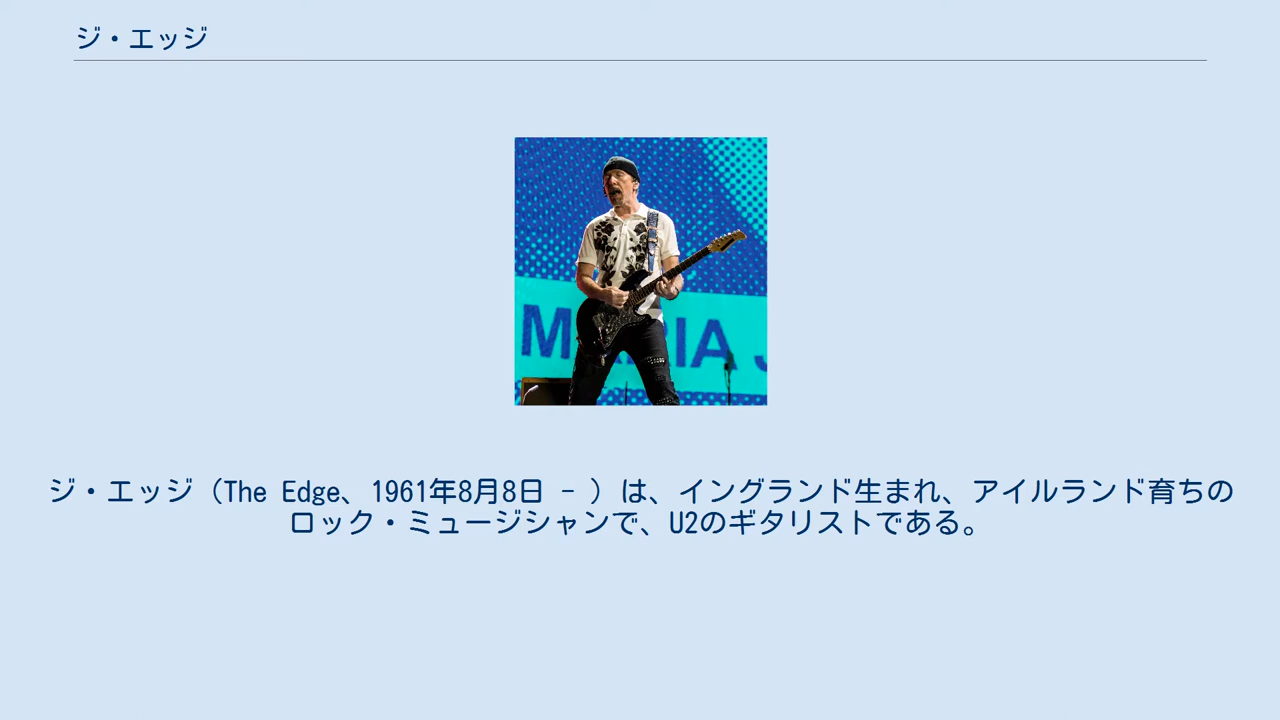 ジ・エッジ
ジ・エッジ（The Edge、1961年8月8日 - ）は、イングランド生まれ、アイルランド育ちの
ロック・ミュージシャンで、U2のギタリストである。